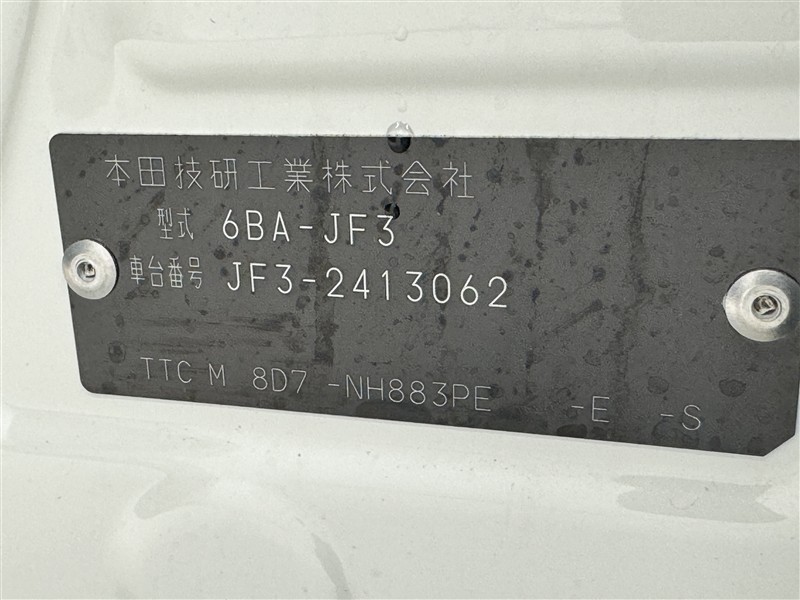 本田技研工業株式会社
型式 6BA-JF3
車台番号 JF3-2413062
TTC M 8D7 -NH883PE -E -S